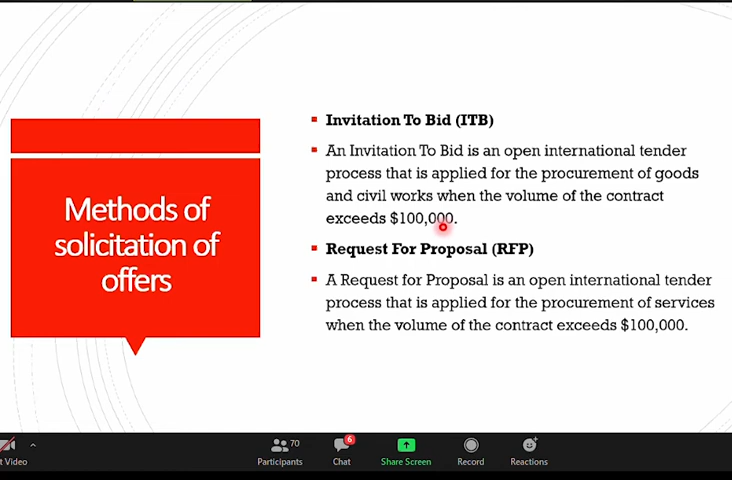 Methods of
solicitation of
offers
Invitation To Bid (ITB)
An Invitation To Bid is an open international tender
process that is applied for the procurement of goods
and civil works when the volume of the contract
exceeds $100,000.
Request For Proposal (RFP)
A Request for Proposal is an open international tender
process that is applied for the procurement of services
when the volume of the contract exceeds $100,000.
70
6
t Video
Participants
Chat
Share Screen
Record
Reactions